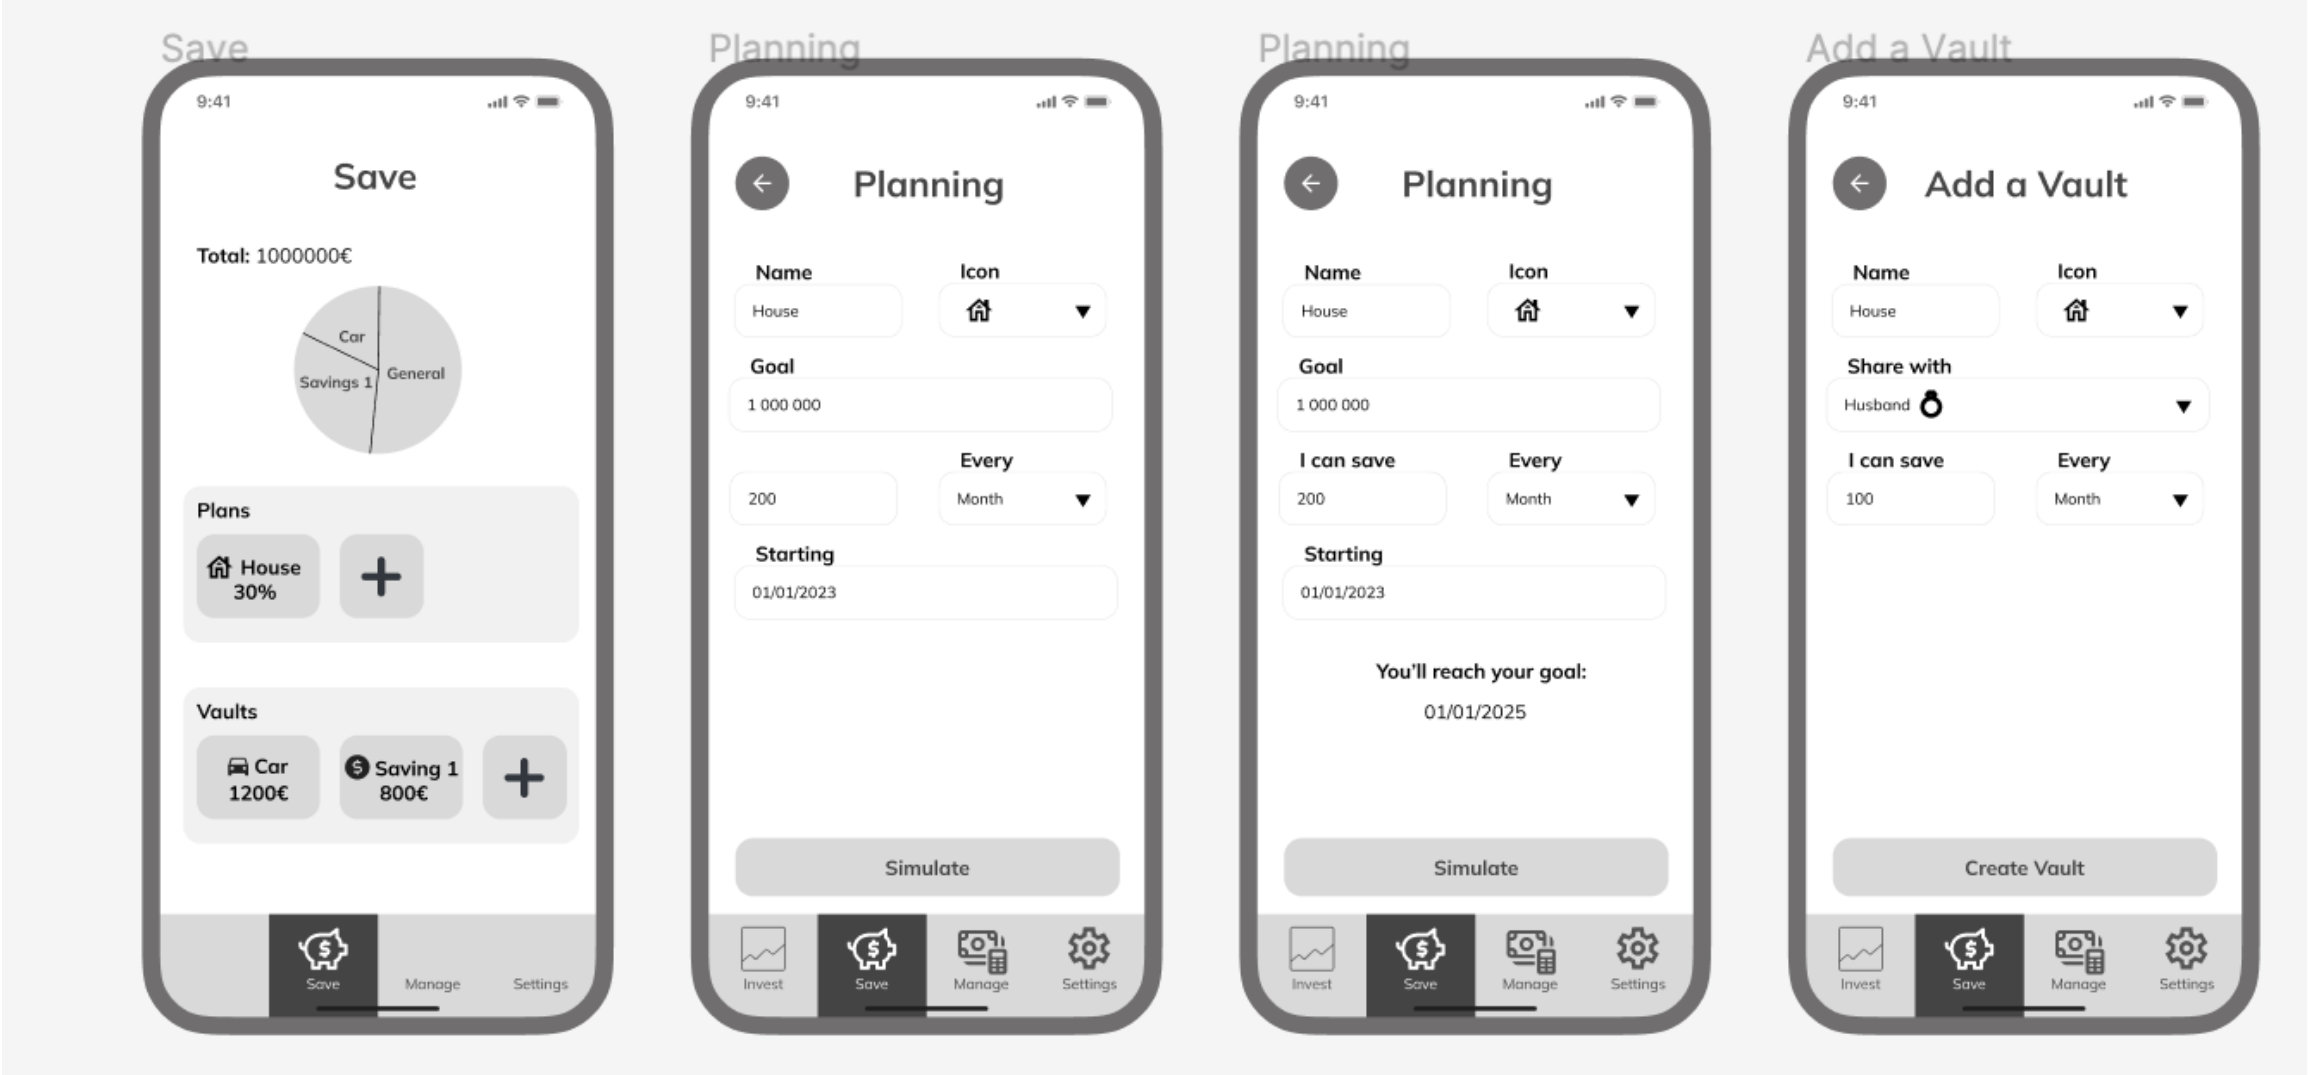 Save
9:41
Save
Total: 1000000€
Car
General
Savings 1
Plans
House
30%
Vaults
Car
1200€
$ Saving 1
800€
$
Save
Manage
Settings
Planning
9:41
Planning
Name
Icon
House
Goal
1 000 000
Every
200
Month
Starting
01/01/2023
Simulate
Invest
$
Save
Manage
Settings
Planning
9:41
Planning
Name
Icon
House
Goal
1 000 000
I can save
Every
200
Month
Starting
01/01/2023
You'll reach your goal:
01/01/2025
Simulate
Invest
$
Save
Manage
Settings
Add a Vault
9:41
Add a Vault
Name
Icon
House
Share with
Husband
I can save
Every
100
Month
Create Vault
Invest
$
Save
Manage
Settings